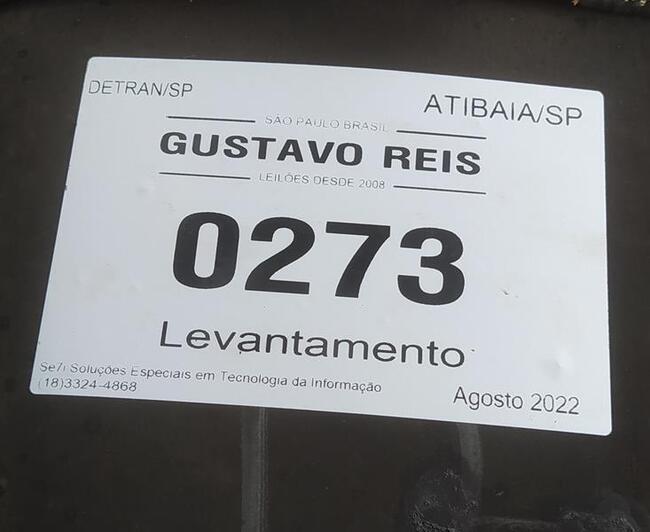 DETRAN/SP
ATIBAIA/SP
SÃO PAULO BRASIL
GUSTAVO REIS
LEILÕES DESDE 2008
0273
Levantamento
Se7i Soluções Especiais em Tecnologia da Informação
(18)3324-4868
Agosto 2022